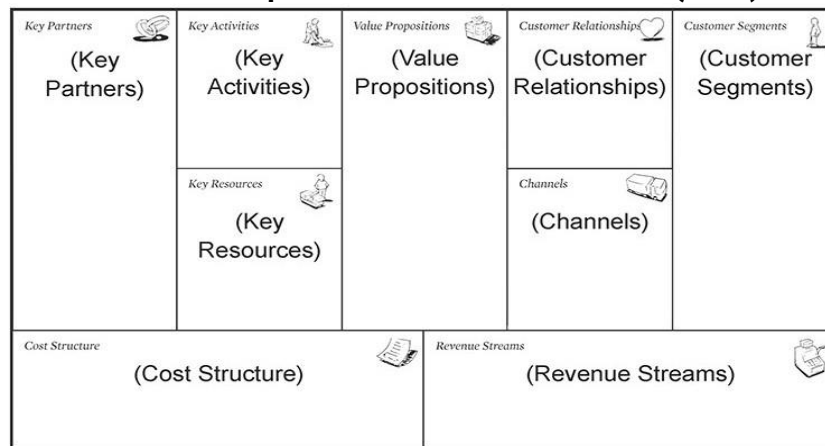 Key Partners
(Key
Partners)
Key Activities
(Key
Activities)
Value Propositions
(Value
Propositions)
Customer Relationships
(Customer
Relationships)
Customer Segments
(Customer
Segments)
Key Resources
(Key
Resources)
Channels
(Channels)
Cost Structure
(Cost Structure)
Revenue Streams
(Revenue Streams)